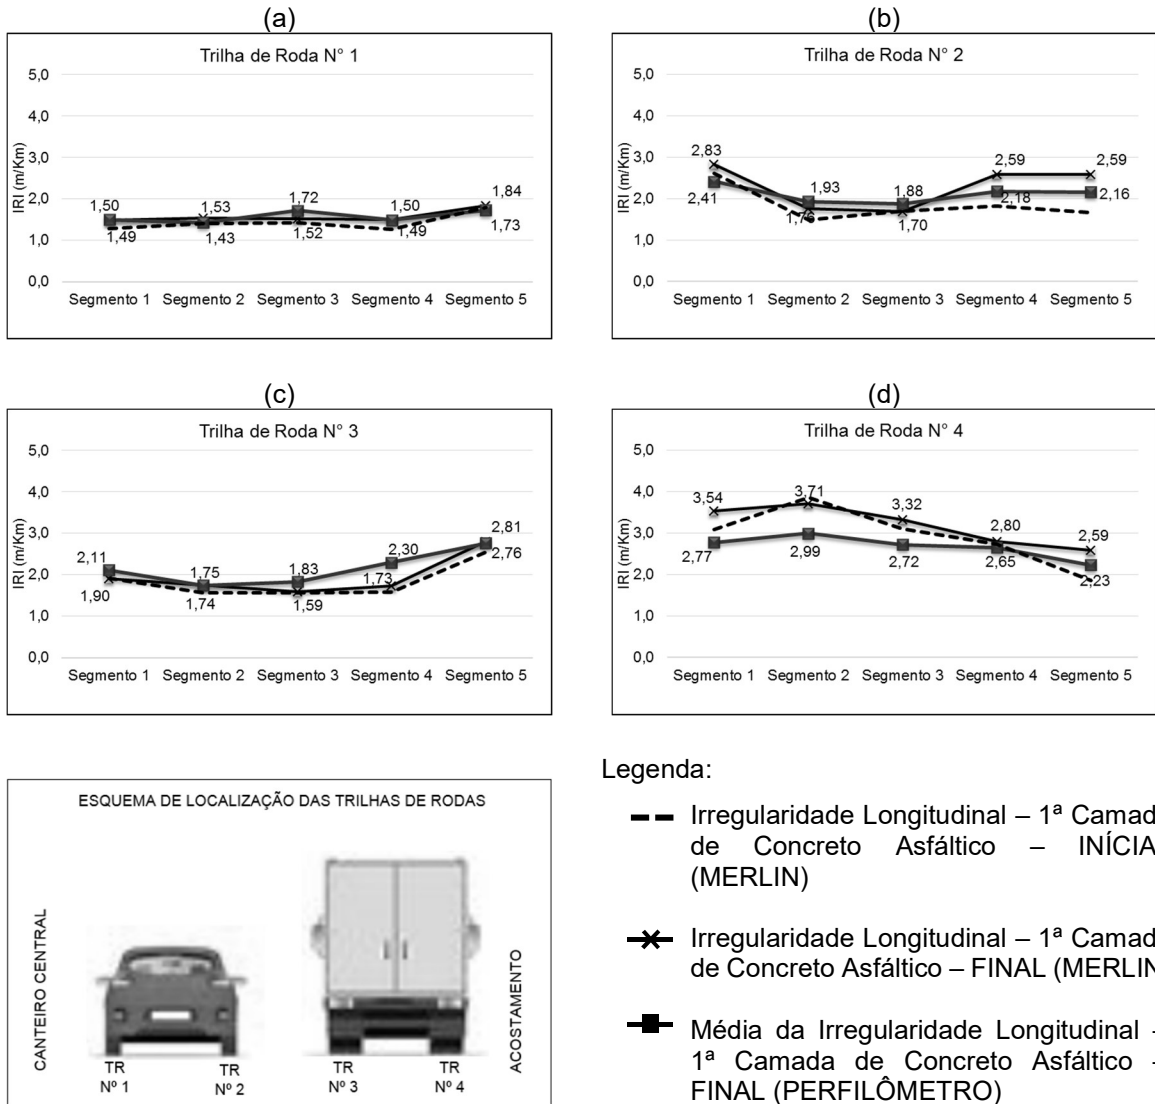 (a)
Trilha de Roda N° 1
5,0
4,0
3,0
2,0
1,0
0,0
IRI (m/Km)
1,50
1,53
1,72
1,50
1,84
1,49
1,43
1,52
1,49
1,73
Segmento 1 Segmento 2 Segmento 3 Segmento 4 Segmento 5
(b)
Trilha de Roda N° 2
5,0
4,0
3,0
2,0
1,0
0,0
IRI (m/Km)
2,83
1,93
1,88
2,59
2,59
2,41
1,76
1,70
2,18
2,16
Segmento 1 Segmento 2 Segmento 3 Segmento 4 Segmento 5
(c)
Trilha de Roda N° 3
5,0
4,0
3,0
2,0
1,0
0,0
IRI (m/Km)
2,11
1,75
1,83
2,30
2,81
1,90
1,74
1,59
1,73
2,76
Segmento 1 Segmento 2 Segmento 3 Segmento 4 Segmento 5
(d)
Trilha de Roda N° 4
5,0
4,0
3,0
2,0
1,0
0,0
IRI (m/Km)
3,54
3,71
3,32
2,80
2,59
2,77
2,99
2,72
2,65
2,23
Segmento 1 Segmento 2 Segmento 3 Segmento 4 Segmento 5
ESQUEMA DE LOCALIZAÇÃO DAS TRILHAS DE RODAS
CANTEIRO CENTRAL
TR
Nº 1
TR
Nº 2
TR
Nº 3
TR
Nº 4
ACOSTAMENTO
Legenda:
Irregularidade Longitudinal – 1ª Camad
de Concreto Asfáltico – INÍCIA
(MERLIN)
Irregularidade Longitudinal – 1ª Camad
de Concreto Asfáltico – FINAL (MERLIN
Média da Irregularidade Longitudinal -
1ª Camada de Concreto Asfáltico -
FINAL (PERFILÔMETRO)